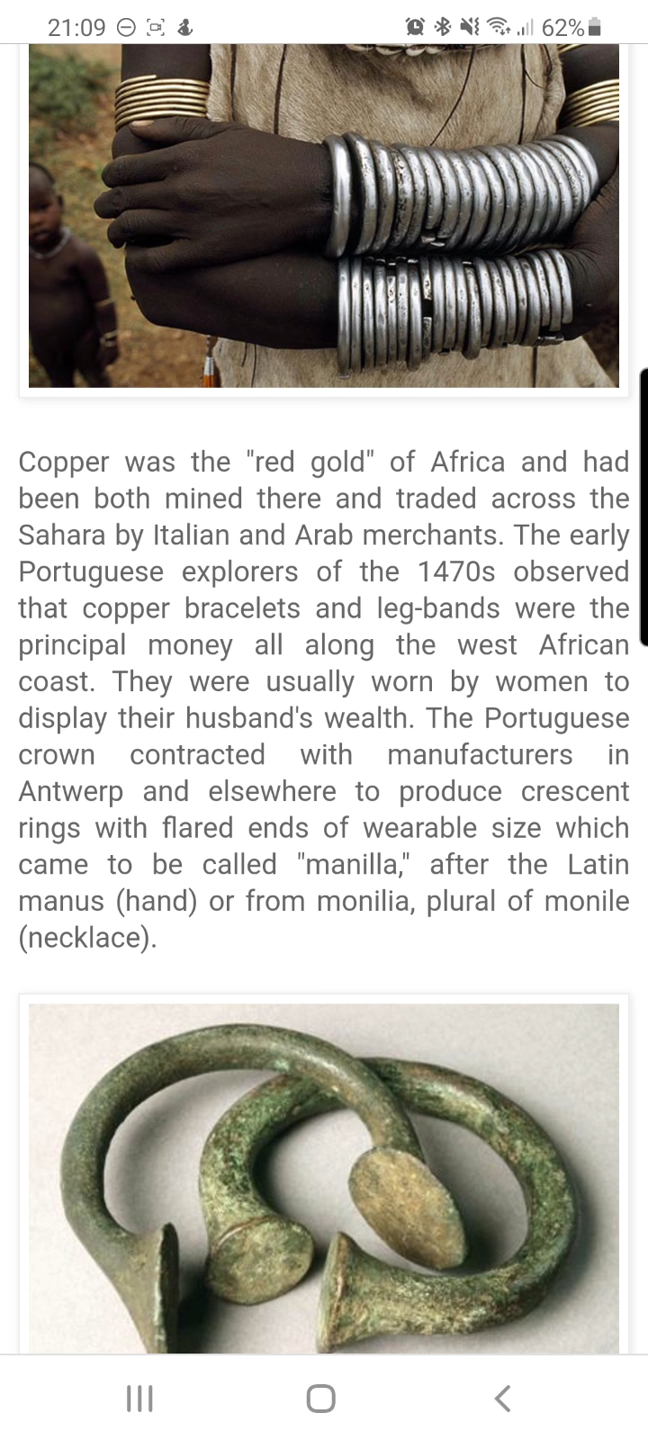 21:09 62%
Copper was the "red gold" of Africa and had
been both mined there and traded across the
Sahara by Italian and Arab merchants. The early
Portuguese explorers of the 1470s observed
that copper bracelets and leg-bands were the
principal money all along the west African
coast. They were usually worn by women to
display their husband's wealth. The Portuguese
crown contracted with manufacturers in
Antwerp and elsewhere to produce crescent
rings with flared ends of wearable size which
came to be called "manilla," after the Latin
manus (hand) or from monilia, plural of monile
(necklace).